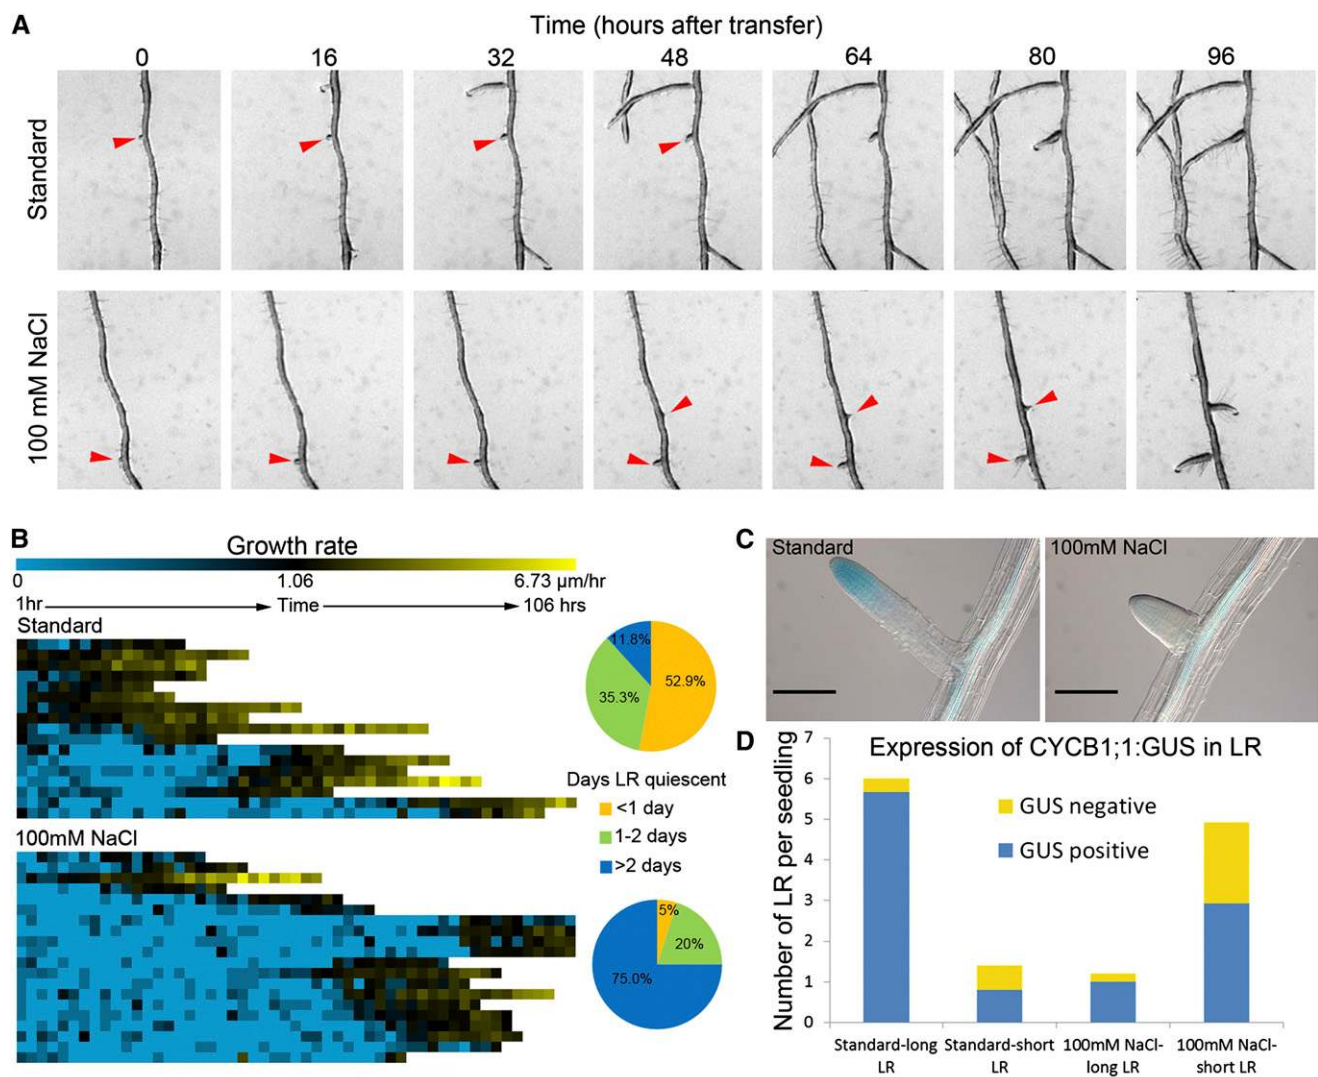 A
Time (hours after transfer)
0 16 32 48 64 80 96
Standard
100 mM NaCl
B
Growth rate
0 1.06 6.73 µm/hr
1hr Time 106 hrs
Standard
11.8%
52.9%
35.3%
Days LR quiescent
<1 day
1-2 days
>2 days
100mM NaCl
5%
20%
75.0%
C
Standard
100mM NaCl
D
Expression of CYCB1;1:GUS in LR
Number of LR per seedling
7
6
5
4
3
2
1
0
GUS negative
GUS positive
Standard-long
LR
Standard-short
LR
100mM NaCl-
long LR
100mM NaCl-
short LR